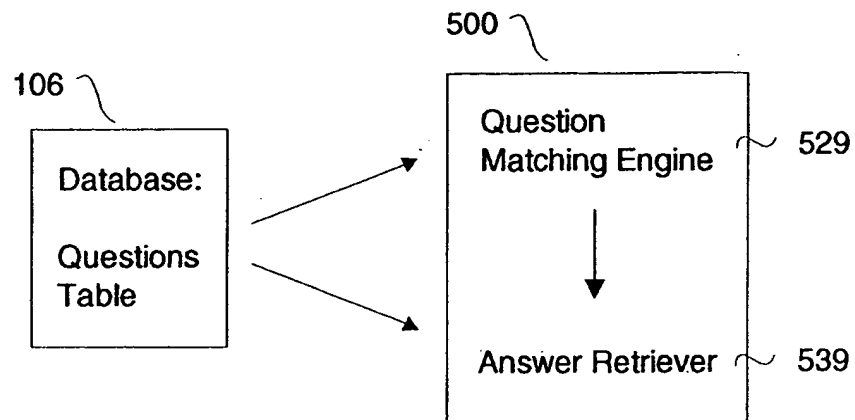 500
106
Database:
Questions
Table
Question
Matching Engine
529
Answer Retriever
539